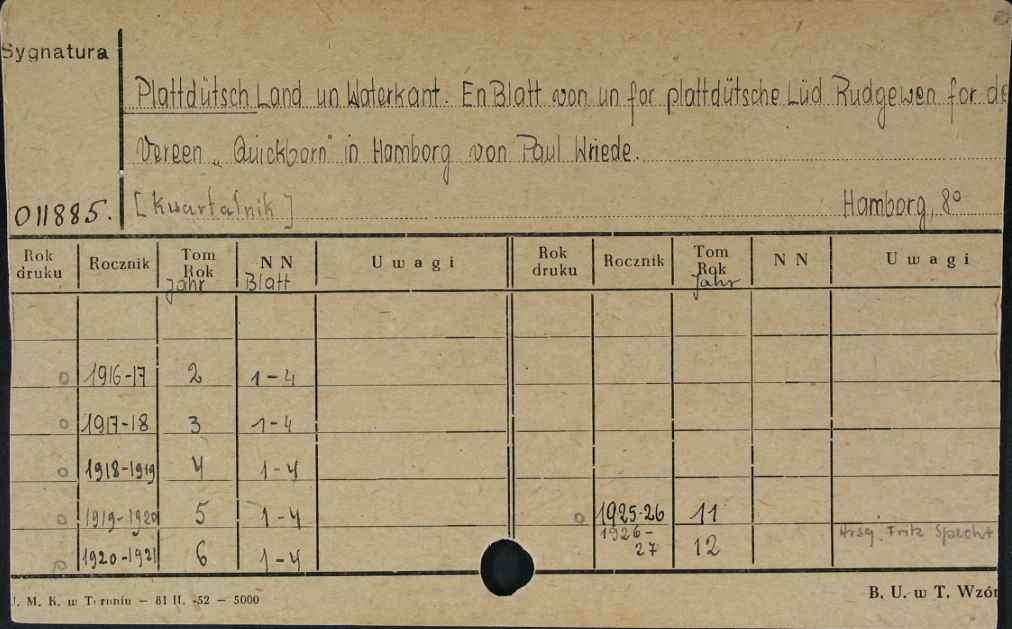 Sygnatura
Plattdütsch Land un Waterkant. En Blatt von un for plattdütsche Lüd Rudgewen for de
Vereen „Quickborn" in Hamborg von Paul Wriede.
011885. [Kwartalnik] Hamborg, 8°
Rok druku Rocznik Tom Rok Jahr NN Blatt Uwagi Rok druku Rocznik Tom Rok Jahr NN Uwagi
o 1916-17 2 1-4
o 1917-18 3 1-4
o 1918-1919 4 1-4
o 1919-1920 5 1-4 o 1925-26 11
o 1920-1921 6 1-4 1926-27 12 Hrsg. Fritz Specht
U. M. K. w Toruniu — 81 II. -52 — 5000 B. U. w T. Wzór